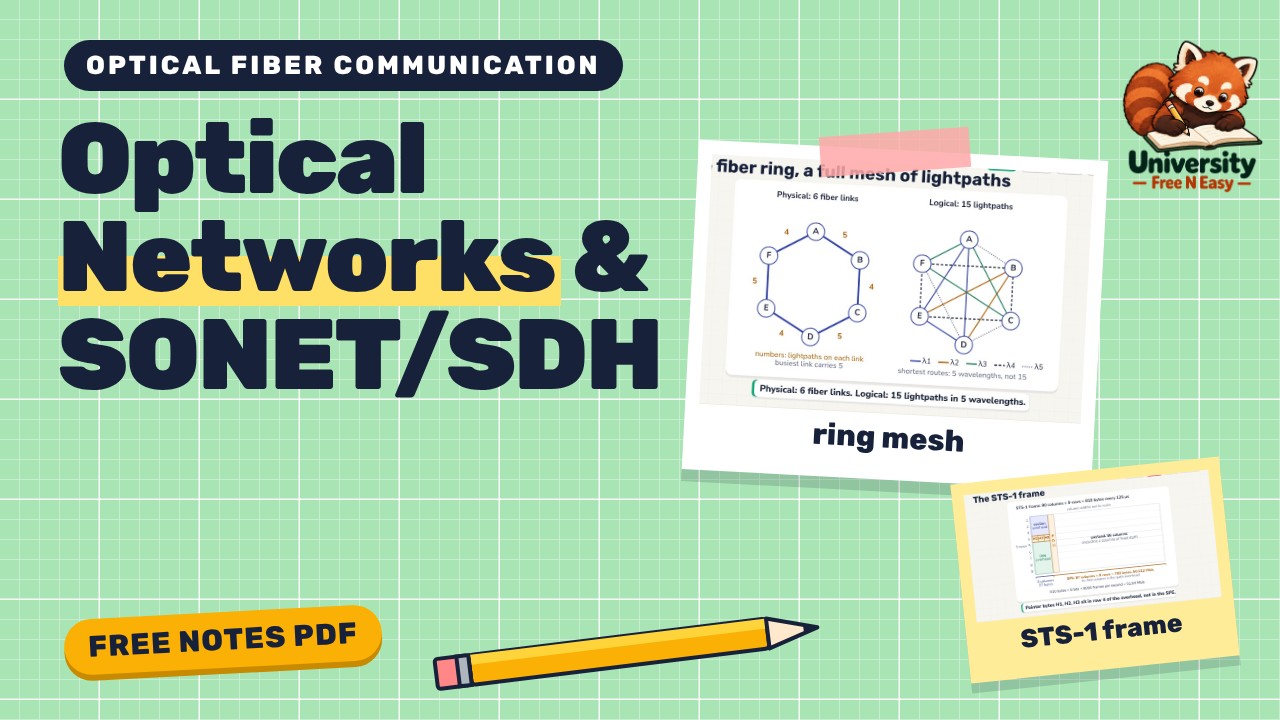 OPTICAL FIBER COMMUNICATION
Optical
Networks &
SONET/SDH
FREE NOTES PDF
University
Free N Easy
fiber ring, a full mesh of lightpaths
Physical: 6 fiber links
Logical: 15 lightpaths
A
B
C
D
E
F
4
5
4
5
4
5
numbers: lightpaths on each link
busiest link carries 5
A
B
C
D
E
F
λ1 λ2 λ3 λ4 λ5
shortest routes: 5 wavelengths, not 15
Physical: 6 fiber links. Logical: 15 lightpaths in 5 wavelengths.
ring mesh
The STS-1 frame
STS-1 frame: 90 columns × 9 rows = 810 bytes every 125 µs
Pointer bytes H1, H2, H3 sit in row 4 of the overhead, not in the SPE.
STS-1 frame